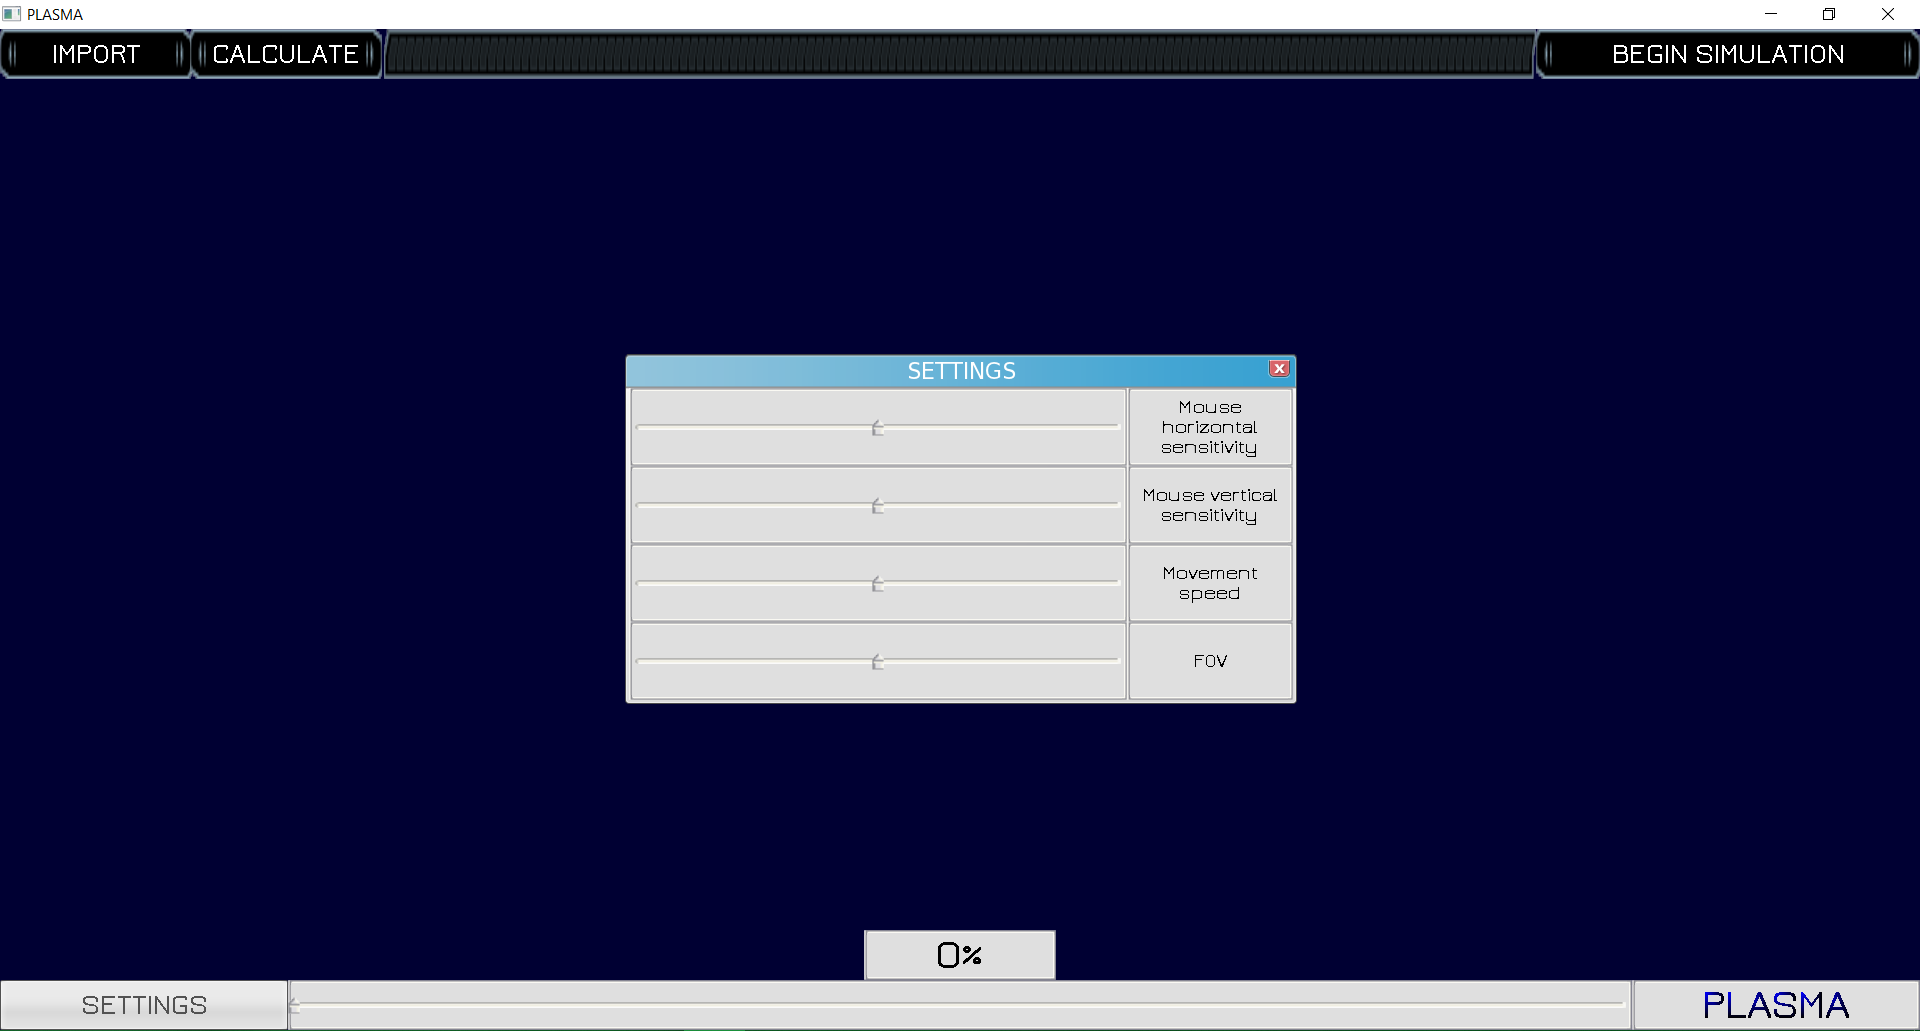 PLASMA
IMPORT
CALCULATE
BEGIN SIMULATION
SETTINGS
Mouse
horizontal
sensitivity
Mouse vertical
sensitivity
Movement
speed
FOV
0%
SETTINGS
PLASMA